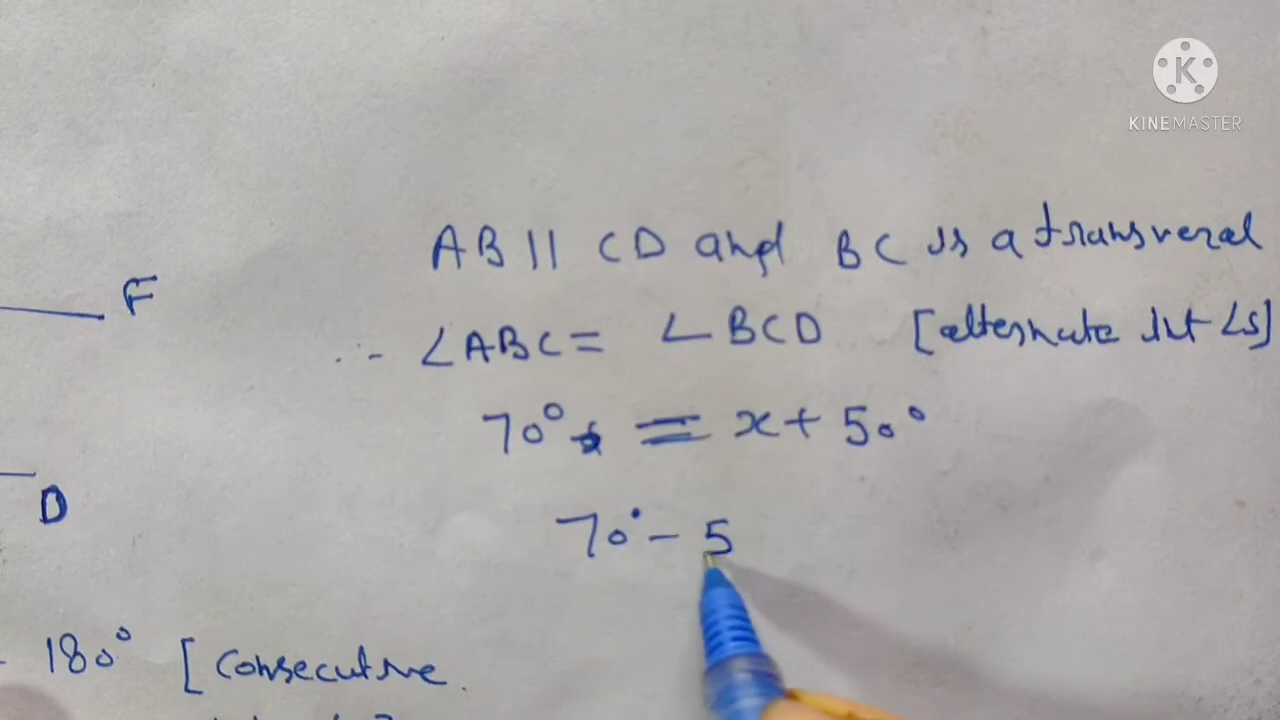 K
KINEMASTER
AB || CD and BC is a transveral
F
∴ ∠ABC = ∠BCD [alternate int ∠s]
70° = x + 50°
D
70° - 5
180° [Consecutive